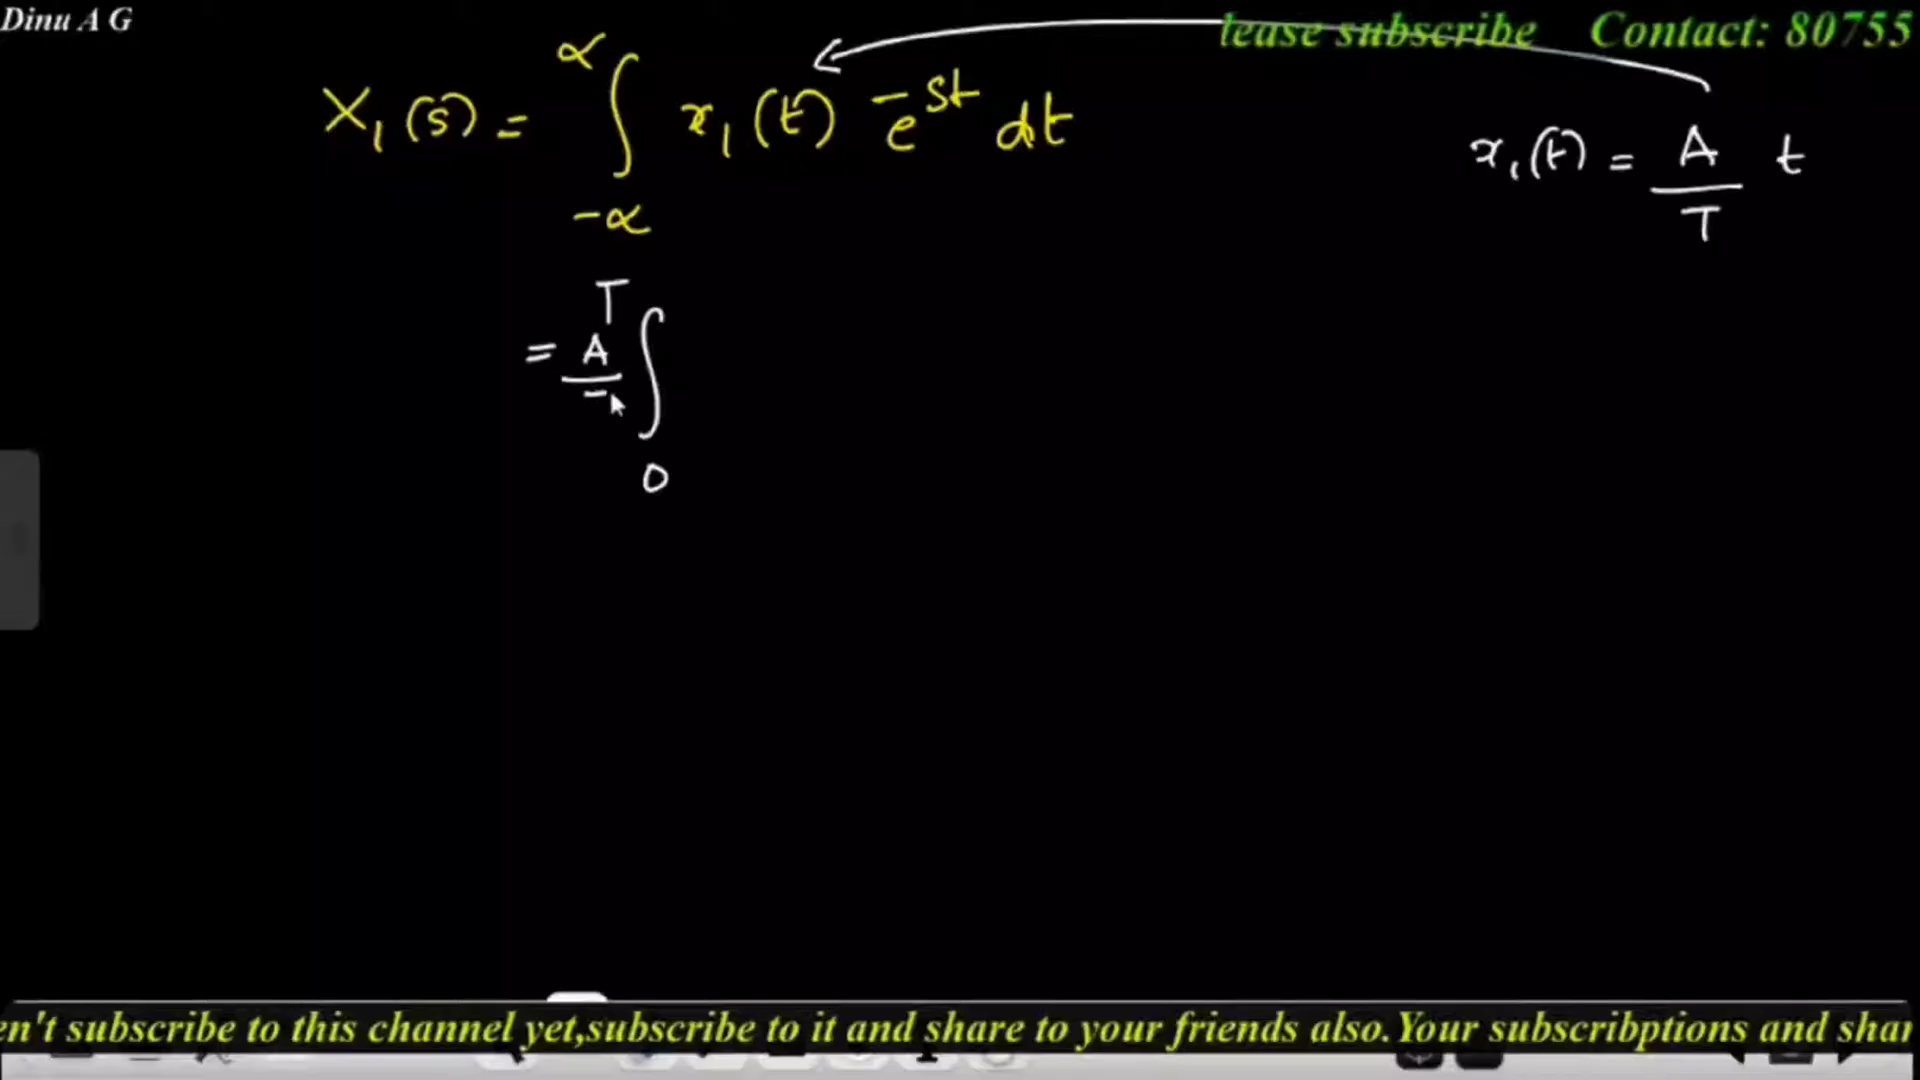 Dinu A G
lease subscribe Contact: 80755
X₁(s) = ∫ x₁(t) e^-st dt
α
-α
x₁(t) = A/T t
= A/- ∫
T
0
en't subscribe to this channel yet,subscribe to it and share to your friends also.Your subscribptions and shar